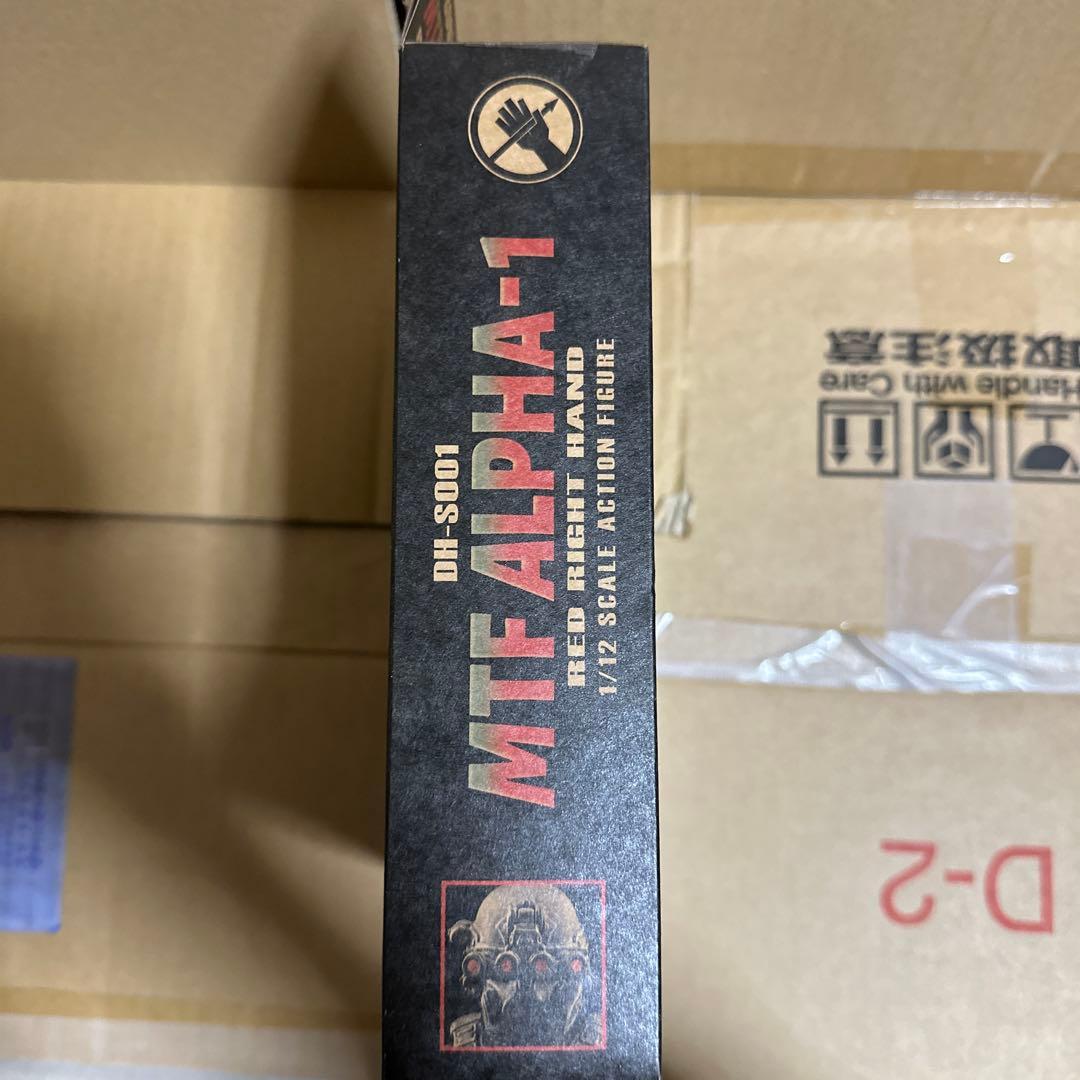 DH-S001
MTF ALPHA-1
RED RIGHT HAND
1/12 SCALE ACTION FIGURE
取扱注意
Handle with Care
D-2